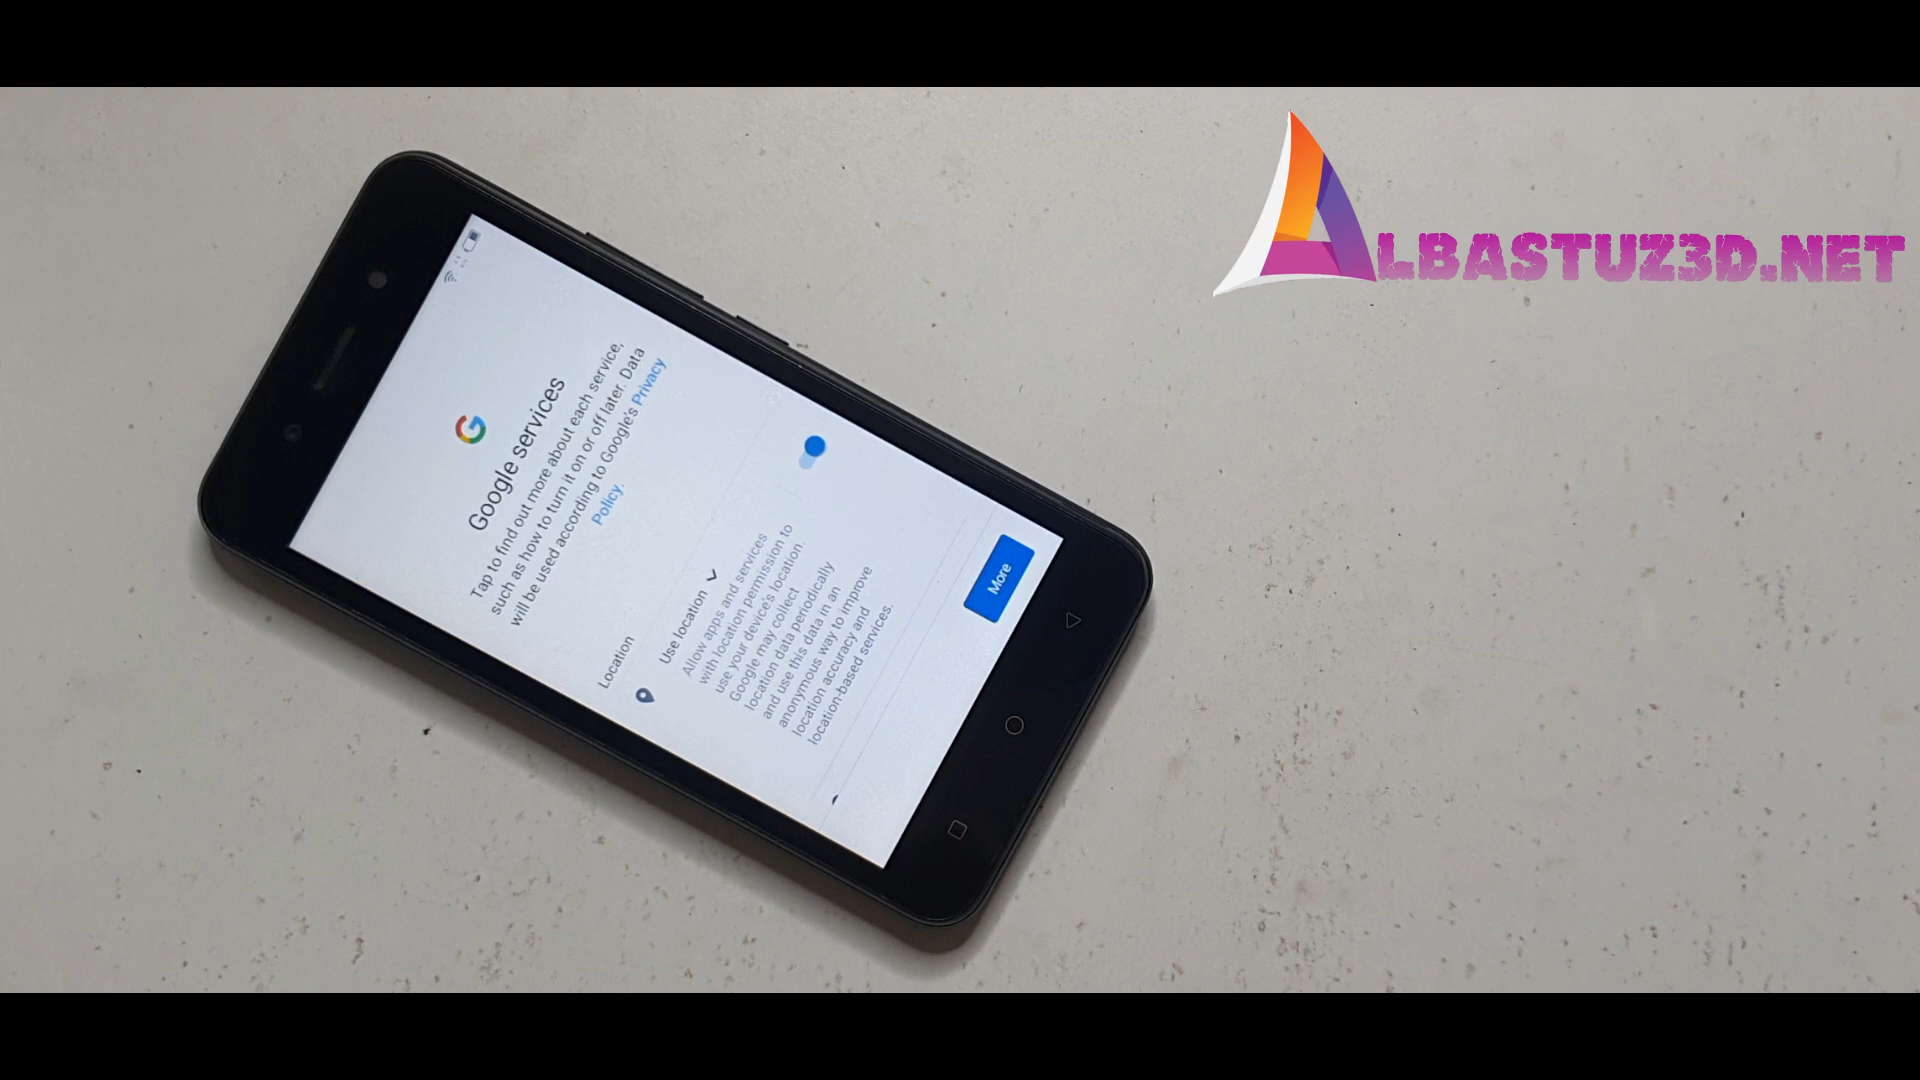 ALBASTUZ3D.NET
Google services
Tap to find out more about each service,
such as how to turn it on or off later. Data
will be used according to Google's Privacy
Policy.
Location
Use location
Allow apps and services
with location permission to
use your device's location.
Google may collect
location data periodically
and use this data in an
anonymous way to improve
location accuracy and
location-based services.
More